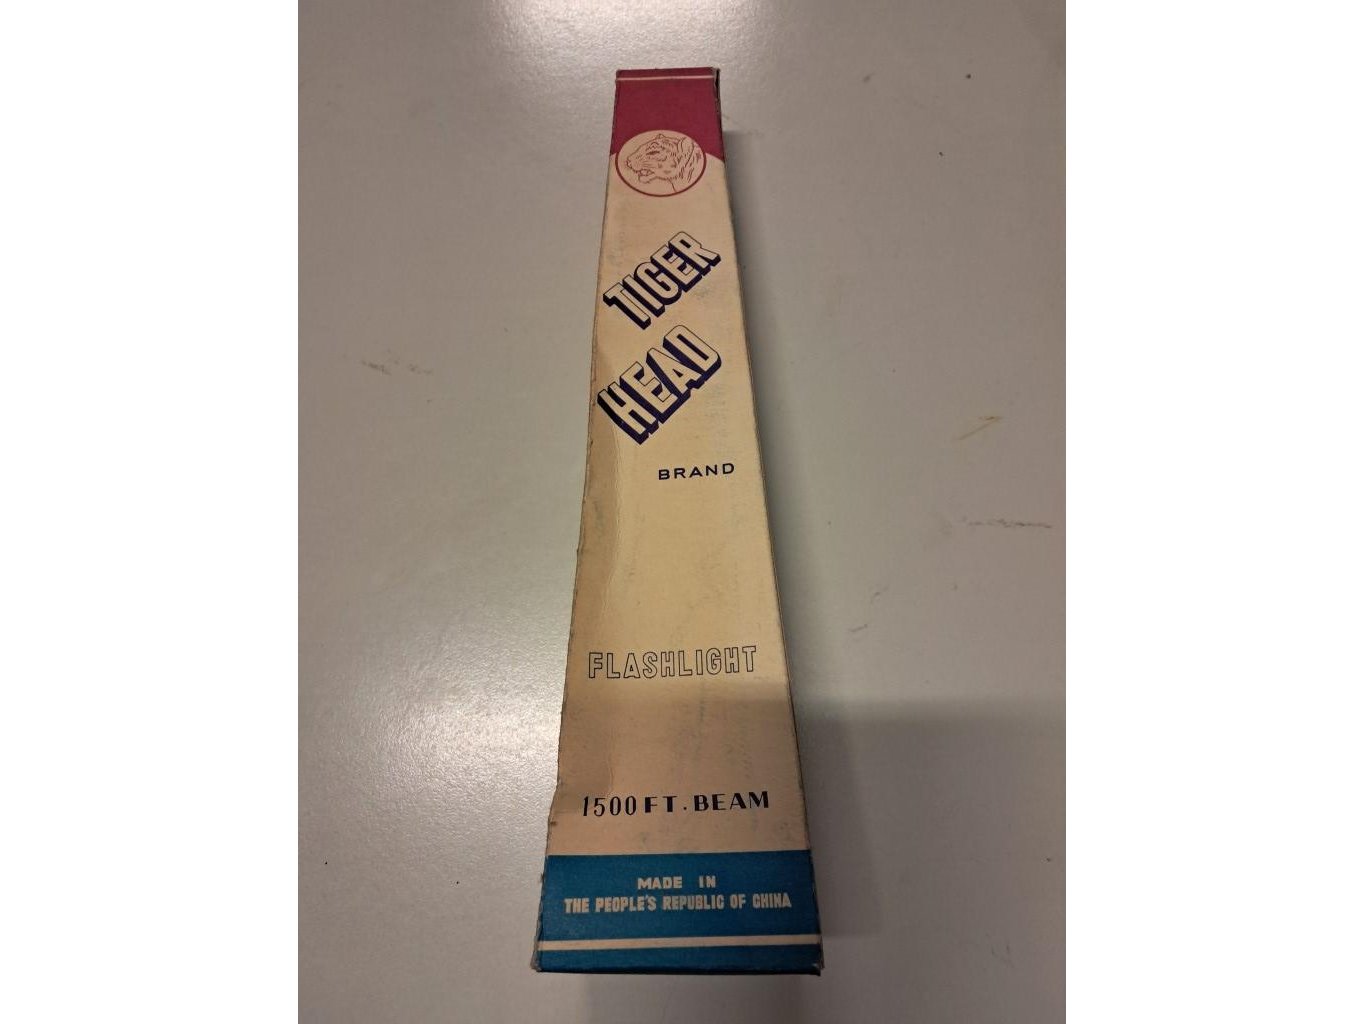 TIGER
HEAD
BRAND
FLASHLIGHT
1500 FT. BEAM
MADE IN
THE PEOPLE'S REPUBLIC OF CHINA